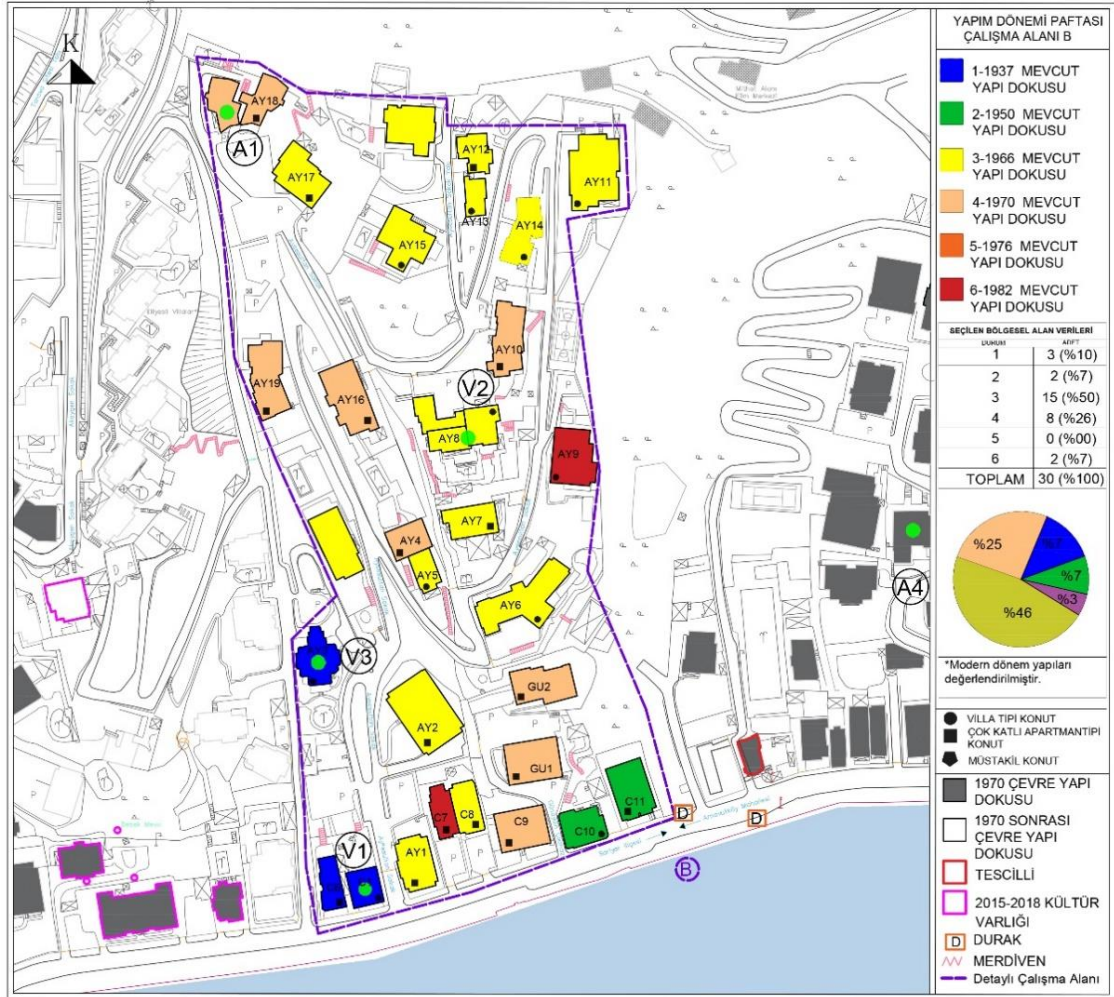 K
YAPIM DÖNEMİ PAFTASI
ÇALIŞMA ALANI B
1-1937 MEVCUT
YAPI DOKUSU
2-1950 MEVCUT
YAPI DOKUSU
3-1966 MEVCUT
YAPI DOKUSU
4-1970 MEVCUT
YAPI DOKUSU
5-1976 MEVCUT
YAPI DOKUSU
6-1982 MEVCUT
YAPI DOKUSU
SEÇİLEN BÖLGESEL ALAN VERİLERİ
DURUM ADET
1 3 (%10)
2 2 (%7)
3 15 (%50)
4 8 (%26)
5 0 (%00)
6 2 (%7)
TOPLAM 30 (%100)
%25
%7
%7
%3
%46
*Modern dönem yapıları
değerlendirilmiştir.
VİLLA TİPİ KONUT
ÇOK KATLI APARTMANTİPİ
KONUT
MÜSTAKİL KONUT
1970 ÇEVRE YAPI
DOKUSU
1970 SONRASI
ÇEVRE YAPI
DOKUSU
TESCİLLİ
2015-2018 KÜLTÜR
VARLIĞI
D DURAK
MERDİVEN
Detaylı Çalışma Alanı
AY18
A1
AY17
AY12
AY13
AY11
AY14
AY15
AY10
AY19
AY16
V2
AY8
AY9
AY7
AY4
AY5
AY6
A4
V3
AY2
GU2
GU1
C11
C7
C8
C9
C10
D
D
V1
AY1
B